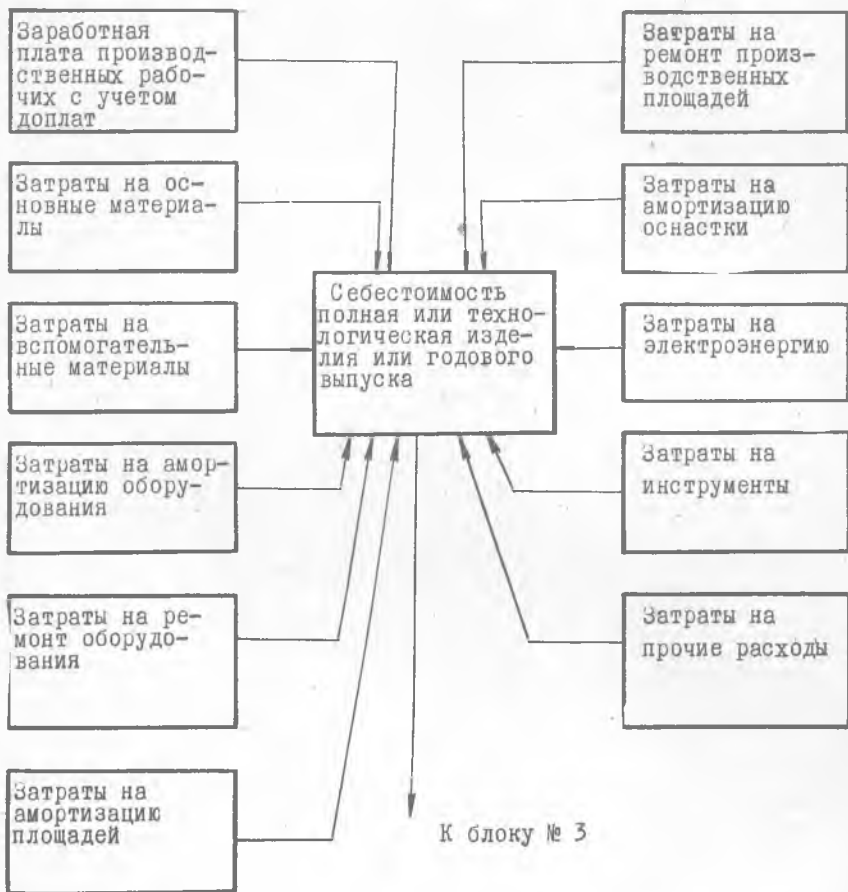 Заработная
плата производ-
ственных рабо-
чих с учетом
доплат
Затраты на ос-
новные материа-
лы
Затраты на
вспомогатель-
ные материалы
Затраты на амор-
тизацию обору-
дования
Затраты на ре-
монт оборудо-
вания
Затраты на
амортизацию
площадей
Себестоимость
полная или техно-
логическая изде-
лия или годового
выпуска
К блоку № 3
Затраты на
ремонт произ-
водственных
площадей
Затраты на
амортизацию
оснастки
Затраты на
электроэнергию
Затраты на
инструменты
Затраты на
прочие расходы